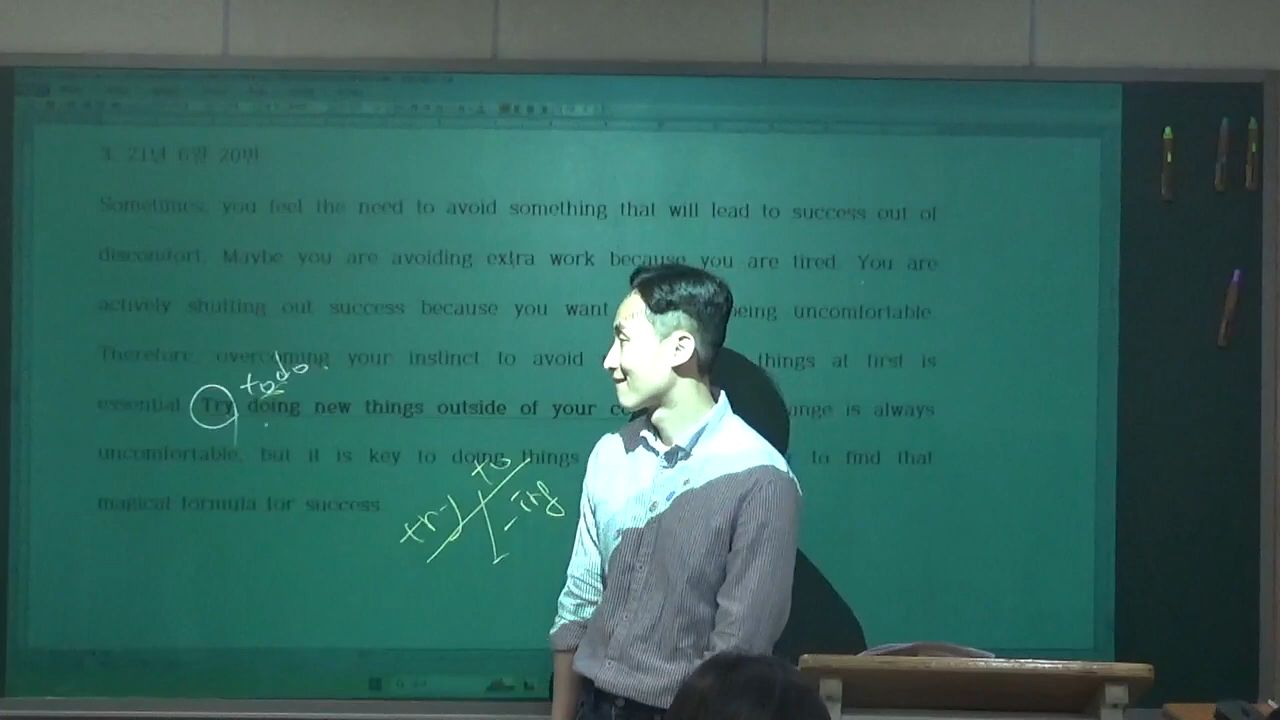 3. 21년 6월 20번
Sometimes, you feel the need to avoid something that will lead to success out of
discomfort. Maybe you are avoiding extra work because you are tired. You are
actively shutting out success because you want being uncomfortable.
Therefore, overcoming your instinct to avoid things at first is
to do.
essential. Try doing new things outside of your co ange is always
uncomfortable, but it is key to doing things to find that
magical formula for success.
try to
-ing